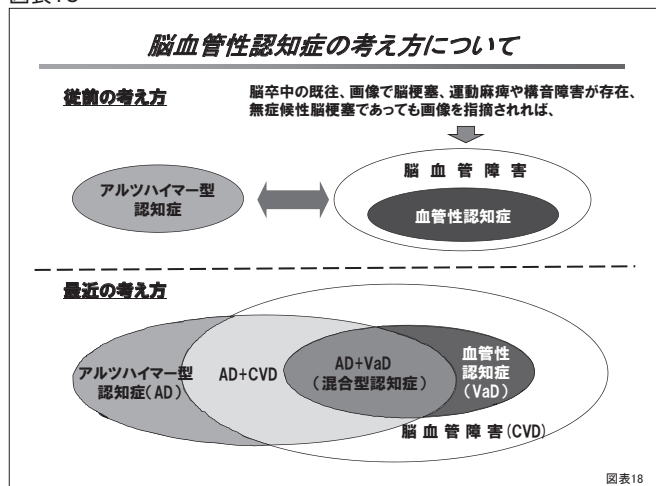 図表18
脳血管性認知症の考え方について
従前の考え方
脳卒中の既往、画像で脳梗塞、運動麻痺や構音障害が存在、
無症候性脳梗塞であっても画像を指摘されれば、
脳血管障害
アルツハイマー型
認知症
血管性認知症
最近の考え方
アルツハイマー型
認知症(AD)
AD+CVD
AD+VaD
(混合型認知症)
血管性
認知症
(VaD)
脳血管障害(CVD)
図表18